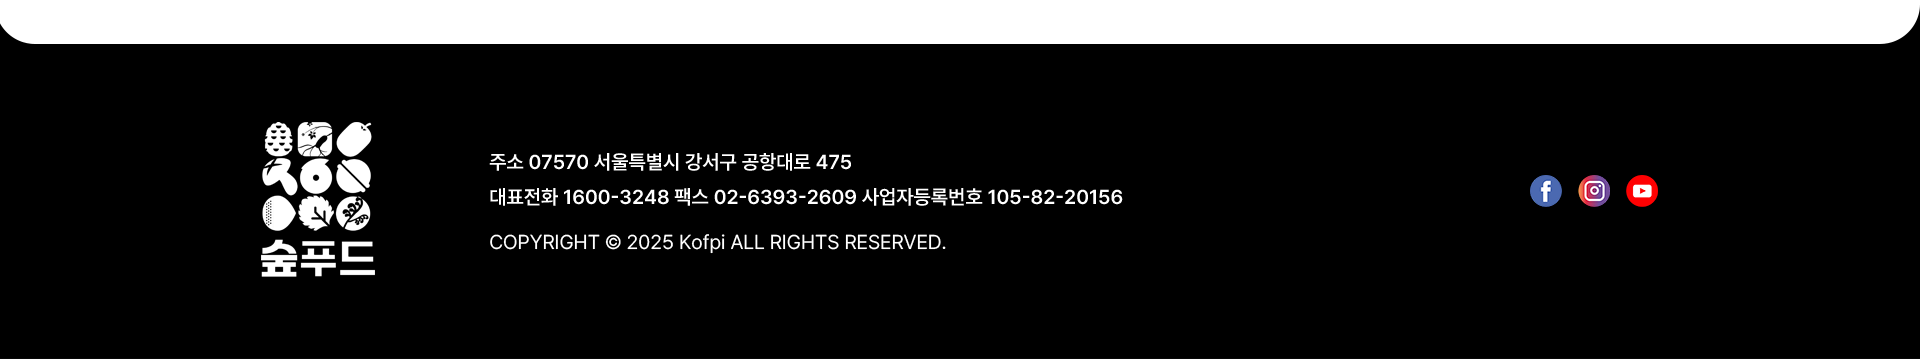 숲푸드
주소 07570 서울특별시 강서구 공항대로 475
대표전화 1600-3248 팩스 02-6393-2609 사업자등록번호 105-82-20156
COPYRIGHT © 2025 Kofpi ALL RIGHTS RESERVED.